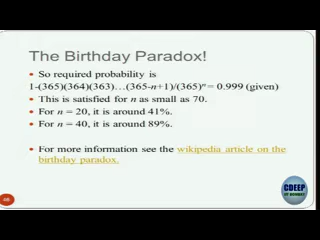 The Birthday Paradox!
• So required probability is
1-(365)(364)(363)…(365-n+1)/(365)ⁿ = 0.999 (given)
• This is satisfied for n as small as 70.
• For n = 20, it is around 41%.
• For n = 40, it is around 89%.
• For more information see the wikipedia article on the
birthday paradox.
CDEEP
IIT BOMBAY